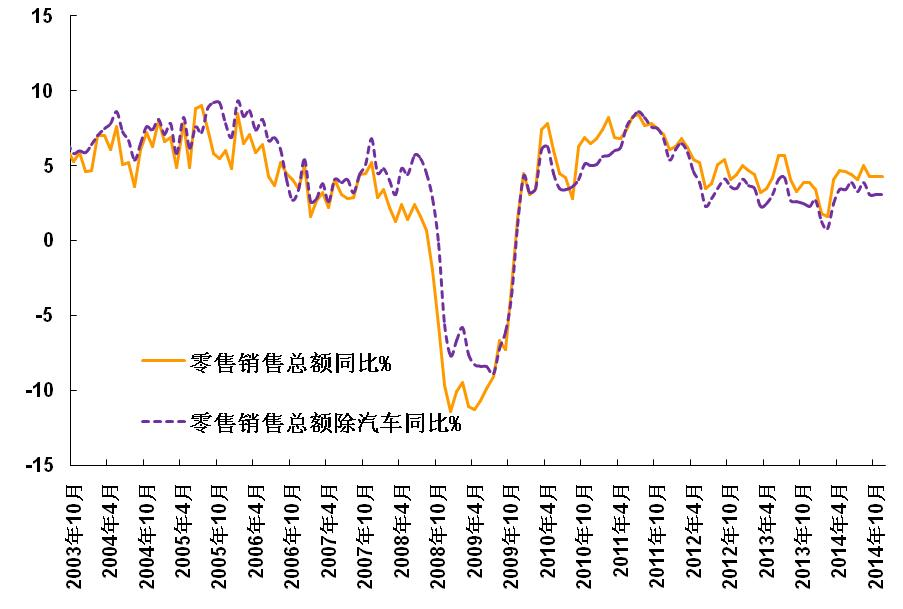 15
10
5
0
-5
-10
-15
零售销售总额同比%
零售销售总额除汽车同比%
2003年10月
2004年4月
2004年10月
2005年4月
2005年10月
2006年4月
2006年10月
2007年4月
2007年10月
2008年4月
2008年10月
2009年4月
2009年10月
2010年4月
2010年10月
2011年4月
2011年10月
2012年4月
2012年10月
2013年4月
2013年10月
2014年4月
2014年10月